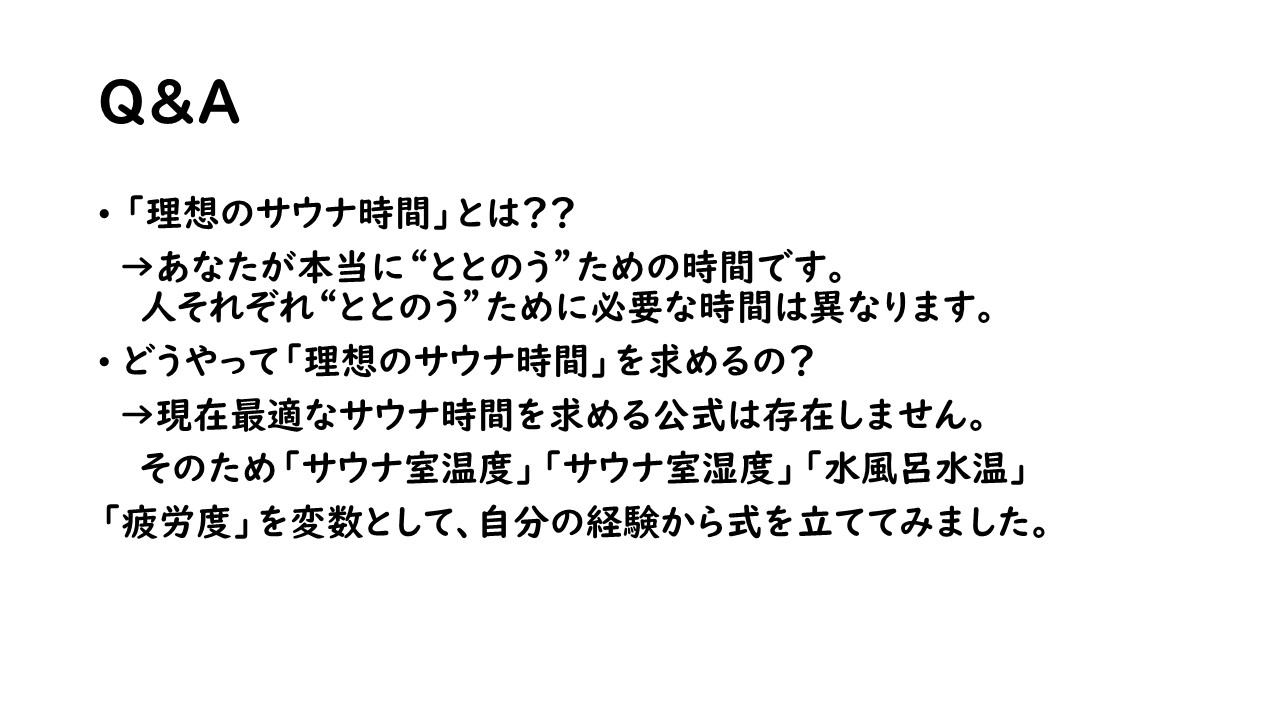 Q&A
•「理想のサウナ時間」とは??
→あなたが本当に“ととのう”ための時間です。
人それぞれ“ととのう”ために必要な時間は異なります。
•どうやって「理想のサウナ時間」を求めるの?
→現在最適なサウナ時間を求める公式は存在しません。
そのため「サウナ室温度」「サウナ室湿度」「水風呂水温」
「疲労度」を変数として、自分の経験から式を立ててみました。